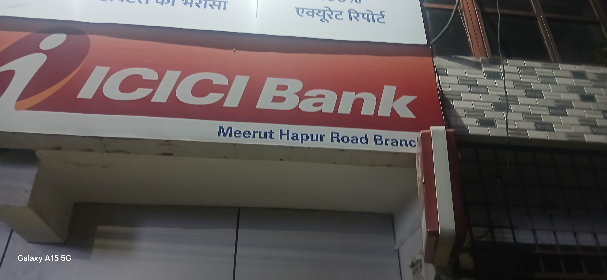 का भरोसा
एक्यूरेट रिपोर्ट
ICICI Bank
Meerut Hapur Road Branc
Galaxy A15 5G